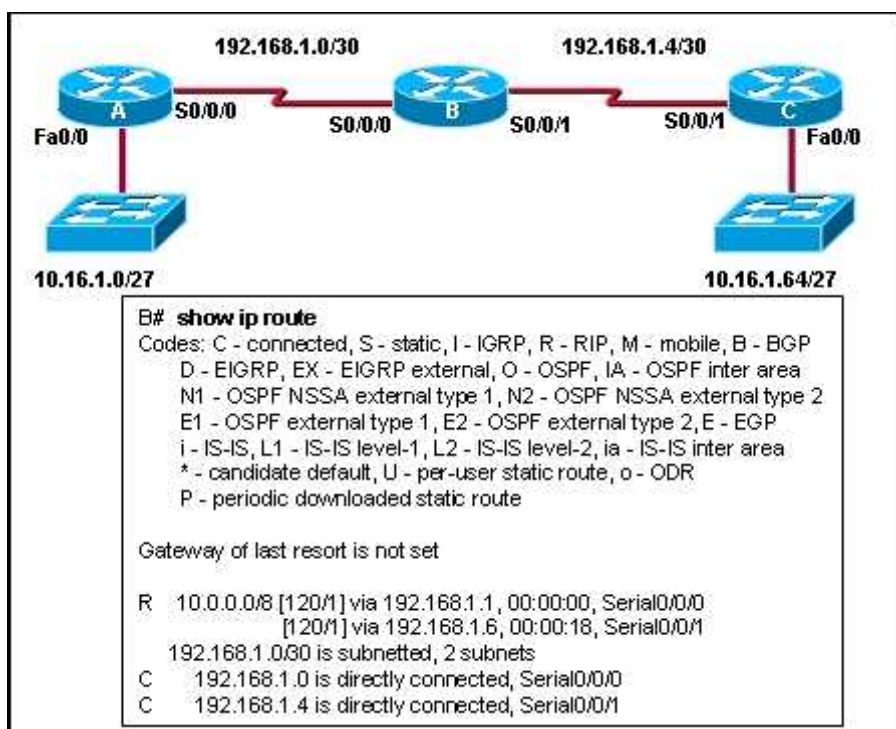 192.168.1.0/30 192.168.1.4/30
A B C
S0/0/0 S0/0/0 S0/0/1 S0/0/1
Fa0/0 Fa0/0
10.16.1.0/27 10.16.1.64/27
B# show ip route
Codes: C - connected, S - static, I - IGRP, R - RIP, M - mobile, B - BGP
D - EIGRP, EX - EIGRP external, O - OSPF, IA - OSPF inter area
N1 - OSPF NSSA external type 1, N2 - OSPF NSSA external type 2
E1 - OSPF external type 1, E2 - OSPF external type 2, E - EGP
i - IS-IS, L1 - IS-IS level-1, L2 - IS-IS level-2, ia - IS-IS inter area
* - candidate default, U - per-user static route, o - ODR
P - periodic downloaded static route
Gateway of last resort is not set
R 10.0.0.0/8 [120/1] via 192.168.1.1, 00:00:00, Serial0/0/0
[120/1] via 192.168.1.6, 00:00:18, Serial0/0/1
192.168.1.0/30 is subnetted, 2 subnets
C 192.168.1.0 is directly connected, Serial0/0/0
C 192.168.1.4 is directly connected, Serial0/0/1